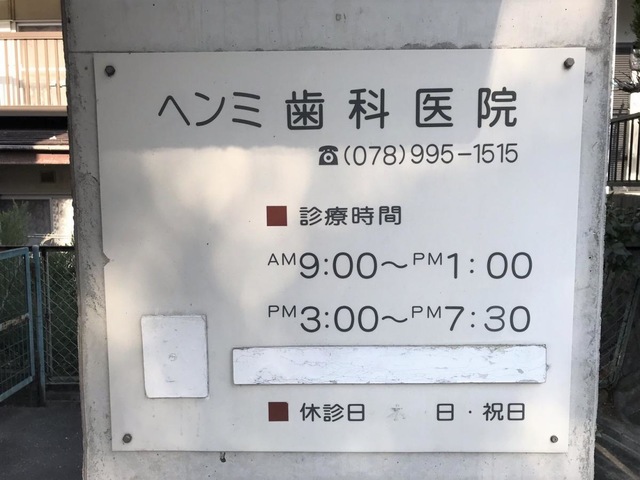 ヘンミ歯科医院
☎(078)995-1515
■ 診療時間
AM9:00〜PM1:00
PM3:00〜PM7:30
■ 休診日 日・祝日